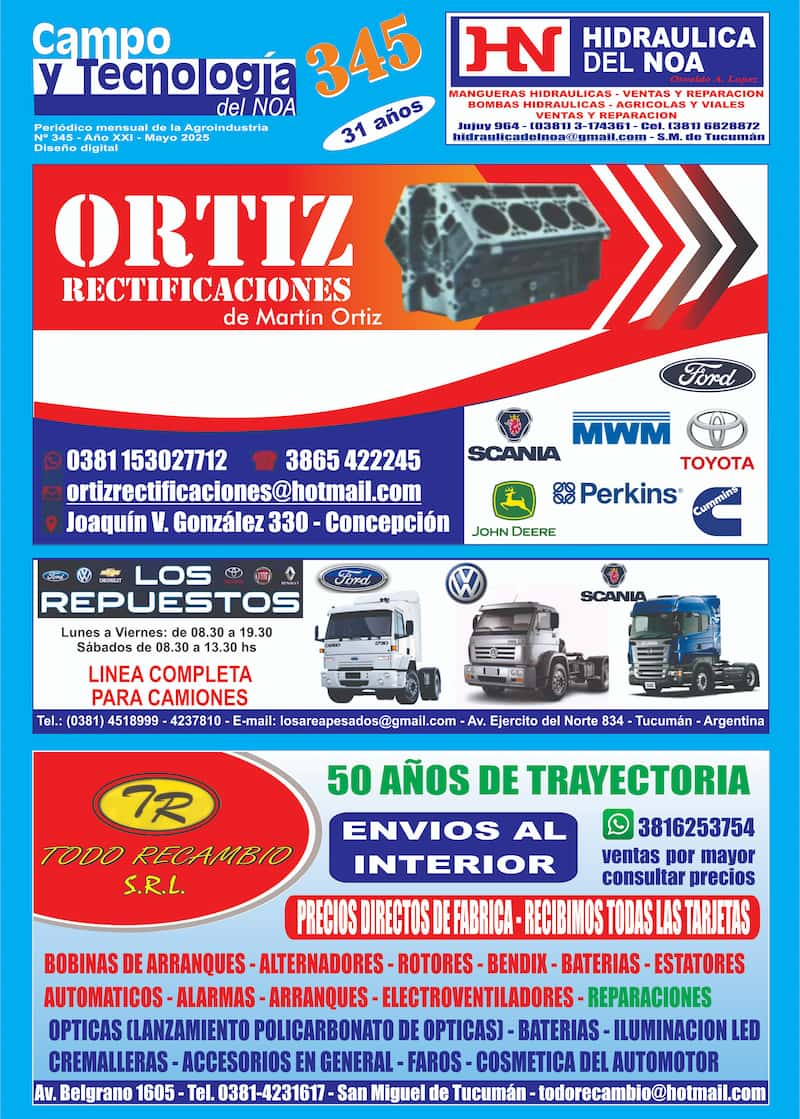 Campo
y Tecnología
del NOA
345
31 años
Periódico mensual de la Agroindustria
Nº 345 - Año XXI - Mayo 2025
Diseño digital
HN
HIDRAULICA
DEL NOA
Osvaldo A. Lopez
MANGUERAS HIDRAULICAS - VENTAS Y REPARACION
BOMBAS HIDRAULICAS - AGRICOLAS Y VIALES
VENTAS Y REPARACION
Jujuy 964 - (0381) 3-174361 - Cel. (381) 6828872
hidraulicadelnoa@gmail.com - S.M. de Tucumán
ORTIZ
RECTIFICACIONES
de Martín Ortiz
Ford
SCANIA
MWM
TOYOTA
JOHN DEERE
Perkins
Cummins
0381 153027712 3865 422245
ortizrectificaciones@hotmail.com
Joaquín V. González 330 - Concepción
Ford
CHEVROLET
TOYOTA
FIAT
RENAULT
LOS
REPUESTOS
Lunes a Viernes: de 08.30 a 19.30
Sábados de 08.30 a 13.30 hs
LINEA COMPLETA
PARA CAMIONES
Ford
SCANIA
Tel.: (0381) 4518999 - 4237810 - E-mail: losareapesados@gmail.com - Av. Ejercito del Norte 834 - Tucumán - Argentina
TR
TODO RECAMBIO
S.R.L.
50 AÑOS DE TRAYECTORIA
ENVIOS AL
INTERIOR
3816253754
ventas por mayor
consultar precios
PRECIOS DIRECTOS DE FABRICA - RECIBIMOS TODAS LAS TARJETAS
BOBINAS DE ARRANQUES - ALTERNADORES - ROTORES - BENDIX - BATERIAS - ESTATORES
AUTOMATICOS - ALARMAS - ARRANQUES - ELECTROVENTILADORES - REPARACIONES
OPTICAS (LANZAMIENTO POLICARBONATO DE OPTICAS) - BATERIAS - ILUMINACION LED
CREMALLERAS - ACCESORIOS EN GENERAL - FAROS - COSMETICA DEL AUTOMOTOR
Av. Belgrano 1605 - Tel. 0381-4231617 - San Miguel de Tucumán - todorecambio@hotmail.com